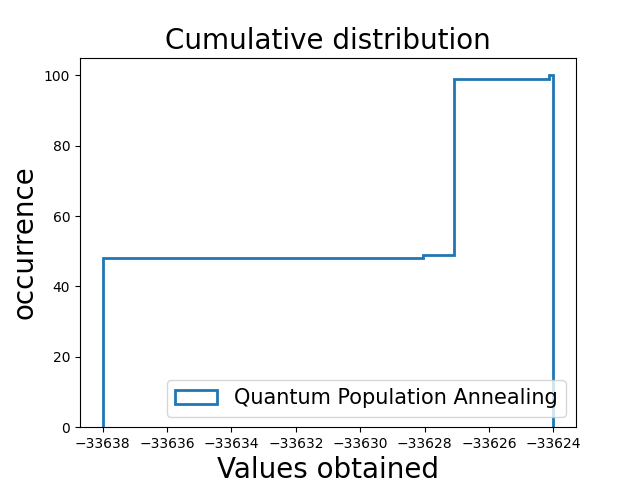 Cumulative distribution
100
80
60
40
20
0
occurrence
Quantum Population Annealing
−33638 −33636 −33634 −33632 −33630 −33628 −33626 −33624
Values obtained